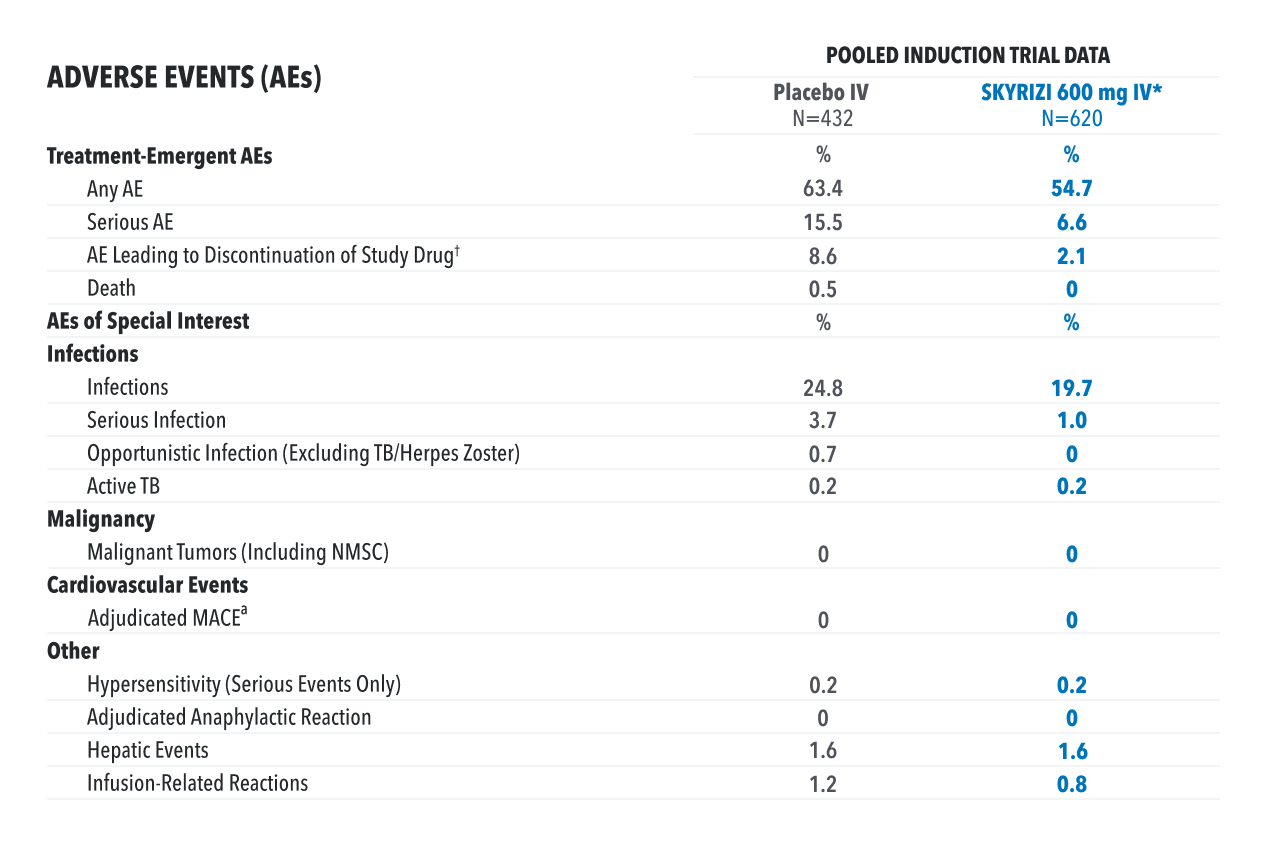 ADVERSE EVENTS (AEs)
POOLED INDUCTION TRIAL DATA
Placebo IV SKYRIZI 600 mg IV*
N=432 N=620
Treatment-Emergent AEs % %
Any AE 63.4 54.7
Serious AE 15.5 6.6
AE Leading to Discontinuation of Study Drug† 8.6 2.1
Death 0.5 0
AEs of Special Interest % %
Infections
Infections 24.8 19.7
Serious Infection 3.7 1.0
Opportunistic Infection (Excluding TB/Herpes Zoster) 0.7 0
Active TB 0.2 0.2
Malignancy
Malignant Tumors (Including NMSC) 0 0
Cardiovascular Events
Adjudicated MACEª 0 0
Other
Hypersensitivity (Serious Events Only) 0.2 0.2
Adjudicated Anaphylactic Reaction 0 0
Hepatic Events 1.6 1.6
Infusion-Related Reactions 1.2 0.8